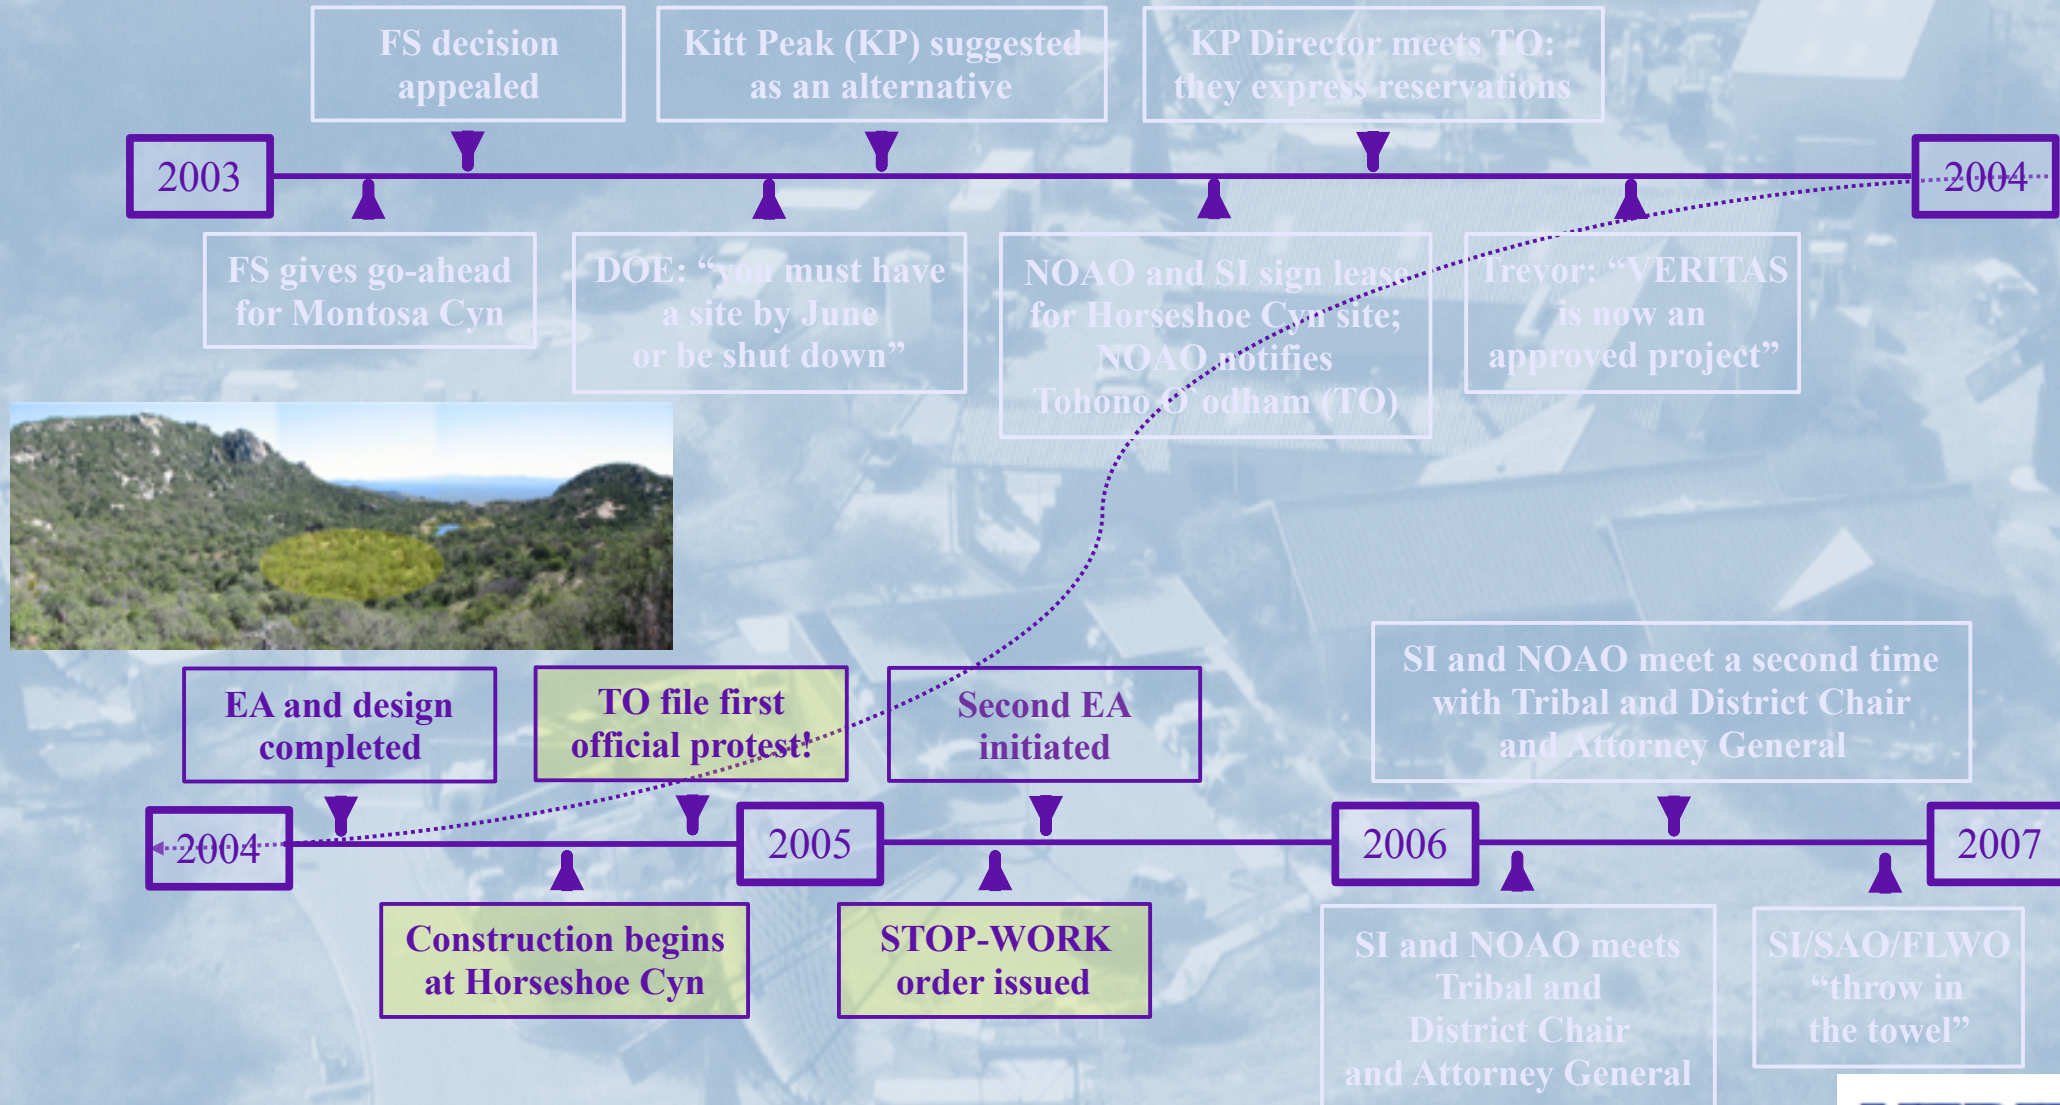 FS decision
appealed
Kitt Peak (KP) suggested
as an alternative
KP Director meets TO:
they express reservations
2003
2004
FS gives go-ahead
for Montosa Cyn
DOE: “you must have
a site by June
or be shut down”
NOAO and SI sign lease
for Horseshoe Cyn site;
NOAO notifies
Tohono O`odham (TO)
Trevor: “VERITAS
is now an
approved project”
EA and design
completed
TO file first
official protest!
Second EA
initiated
SI and NOAO meet a second time
with Tribal and District Chair
and Attorney General
2004
2005
2006
2007
Construction begins
at Horseshoe Cyn
STOP-WORK
order issued
SI and NOAO meets
Tribal and
District Chair
and Attorney General
SI/SAO/FLWO
“throw in
the towel”